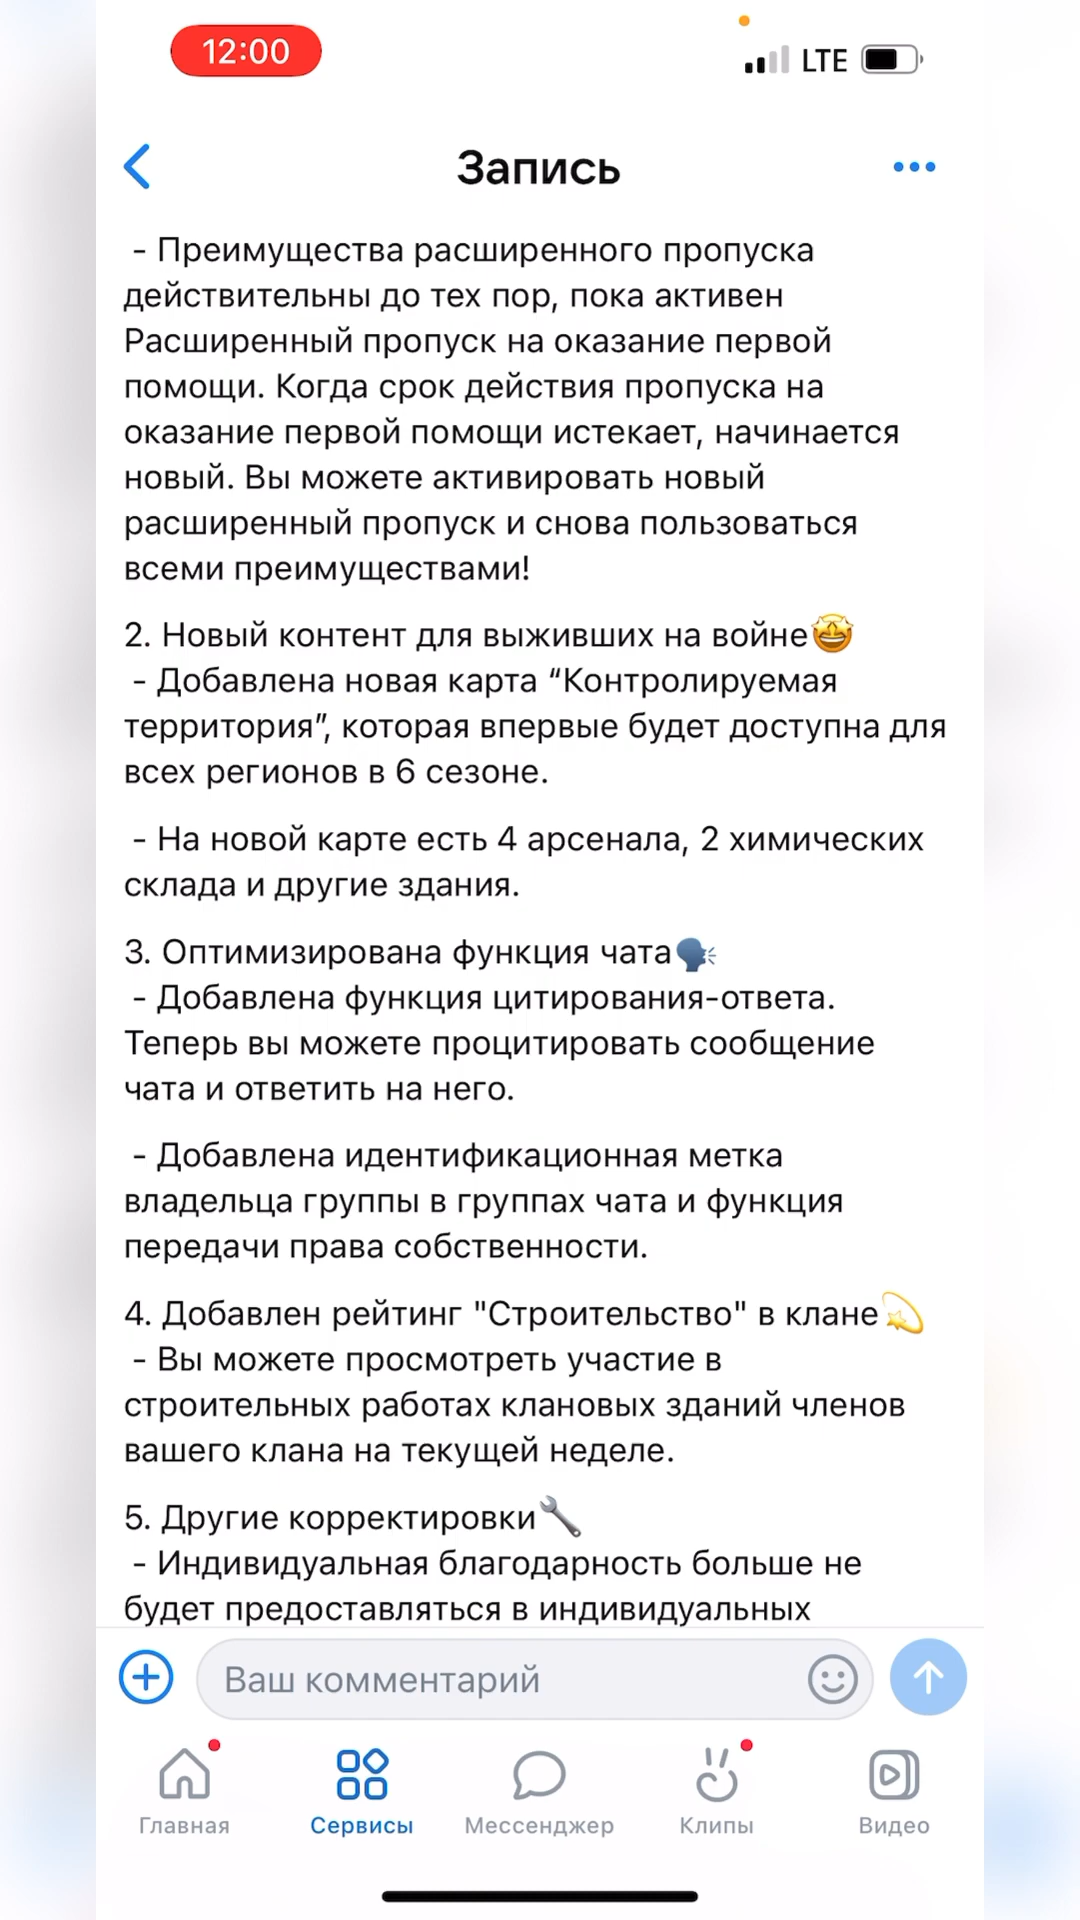 12:00
LTE
Запись
- Преимущества расширенного пропуска
действительны до тех пор, пока активен
Расширенный пропуск на оказание первой
помощи. Когда срок действия пропуска на
оказание первой помощи истекает, начинается
новый. Вы можете активировать новый
расширенный пропуск и снова пользоваться
всеми преимуществами!
2. Новый контент для выживших на войне🤩
- Добавлена новая карта “Контролируемая
территория”, которая впервые будет доступна для
всех регионов в 6 сезоне.
- На новой карте есть 4 арсенала, 2 химических
склада и другие здания.
3. Оптимизирована функция чата🗣
- Добавлена функция цитирования-ответа.
Теперь вы можете процитировать сообщение
чата и ответить на него.
- Добавлена идентификационная метка
владельца группы в группах чата и функция
передачи права собственности.
4. Добавлен рейтинг "Строительство" в клане💫
- Вы можете просмотреть участие в
строительных работах клановых зданий членов
вашего клана на текущей неделе.
5. Другие корректировки🔧
- Индивидуальная благодарность больше не
будет предоставляться в индивидуальных
Ваш комментарий
Главная
Сервисы
Мессенджер
Клипы
Видео